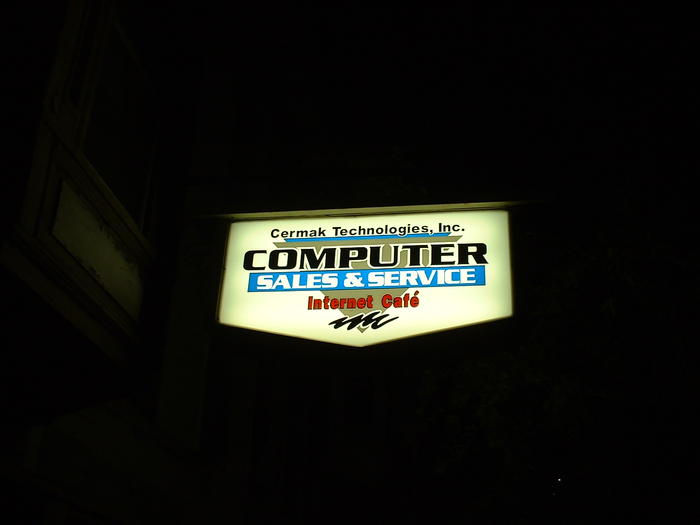 Cermak Technologies, Inc.
COMPUTER
SALES & SERVICE
Internet Café